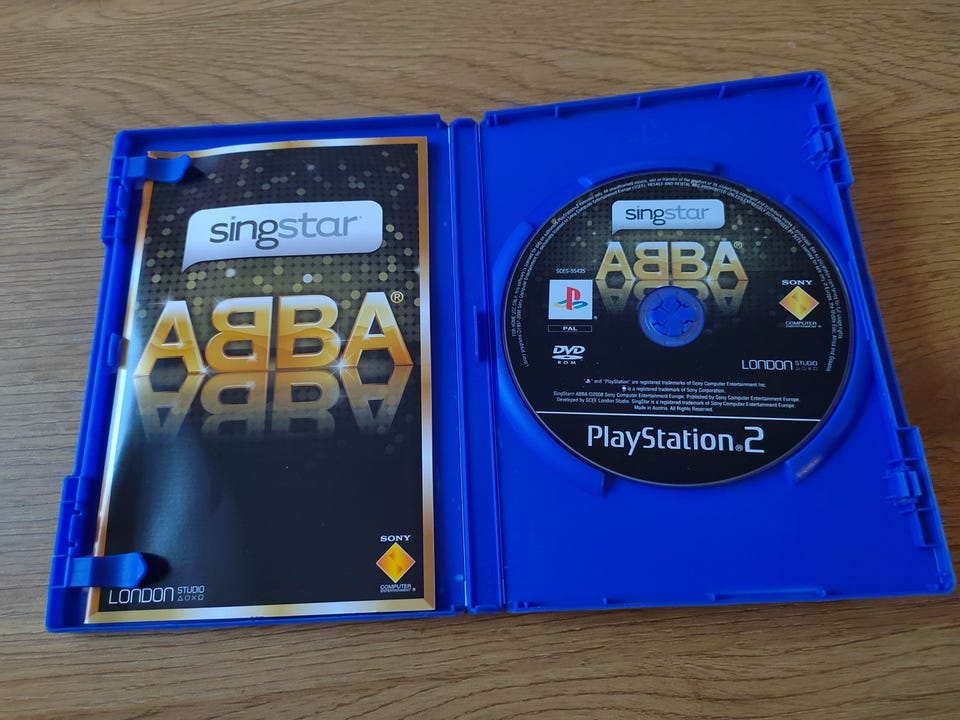 singstar
ABBA®
LONDON STUDIO
SONY
COMPUTER
ENTERTAINMENT®
singstar
ABBA®
SCES-55435
PAL
DVD
ROM
SONY
COMPUTER
ENTERTAINMENT®
LONDON STUDIO
" " and "PlayStation" are registered trademarks of Sony Computer Entertainment Inc.
is a registered trademark of Sony Corporation.
SingStar® ABBA ©2008 Sony Computer Entertainment Europe. Published by Sony Computer Entertainment Europe.
Developed by SCEE London Studio. SingStar is a registered trademark of Sony Computer Entertainment Europe.
Made in Austria. All Rights Reserved.
PlayStation®2